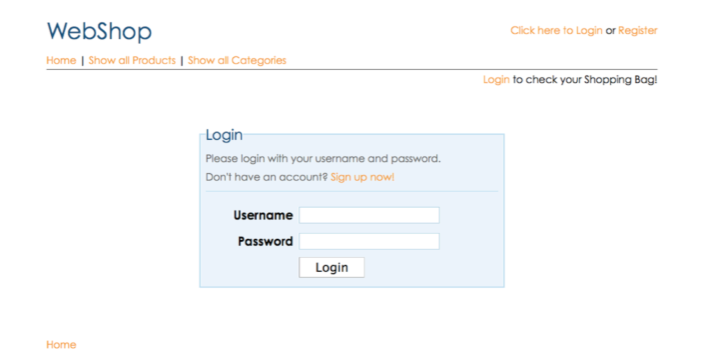 WebShop
Click here to Login or Register
Home | Show all Products | Show all Categories
Login to check your Shopping Bag!
Login
Please login with your username and password.
Don't have an account? Sign up now!
Username
Password
Login
Home